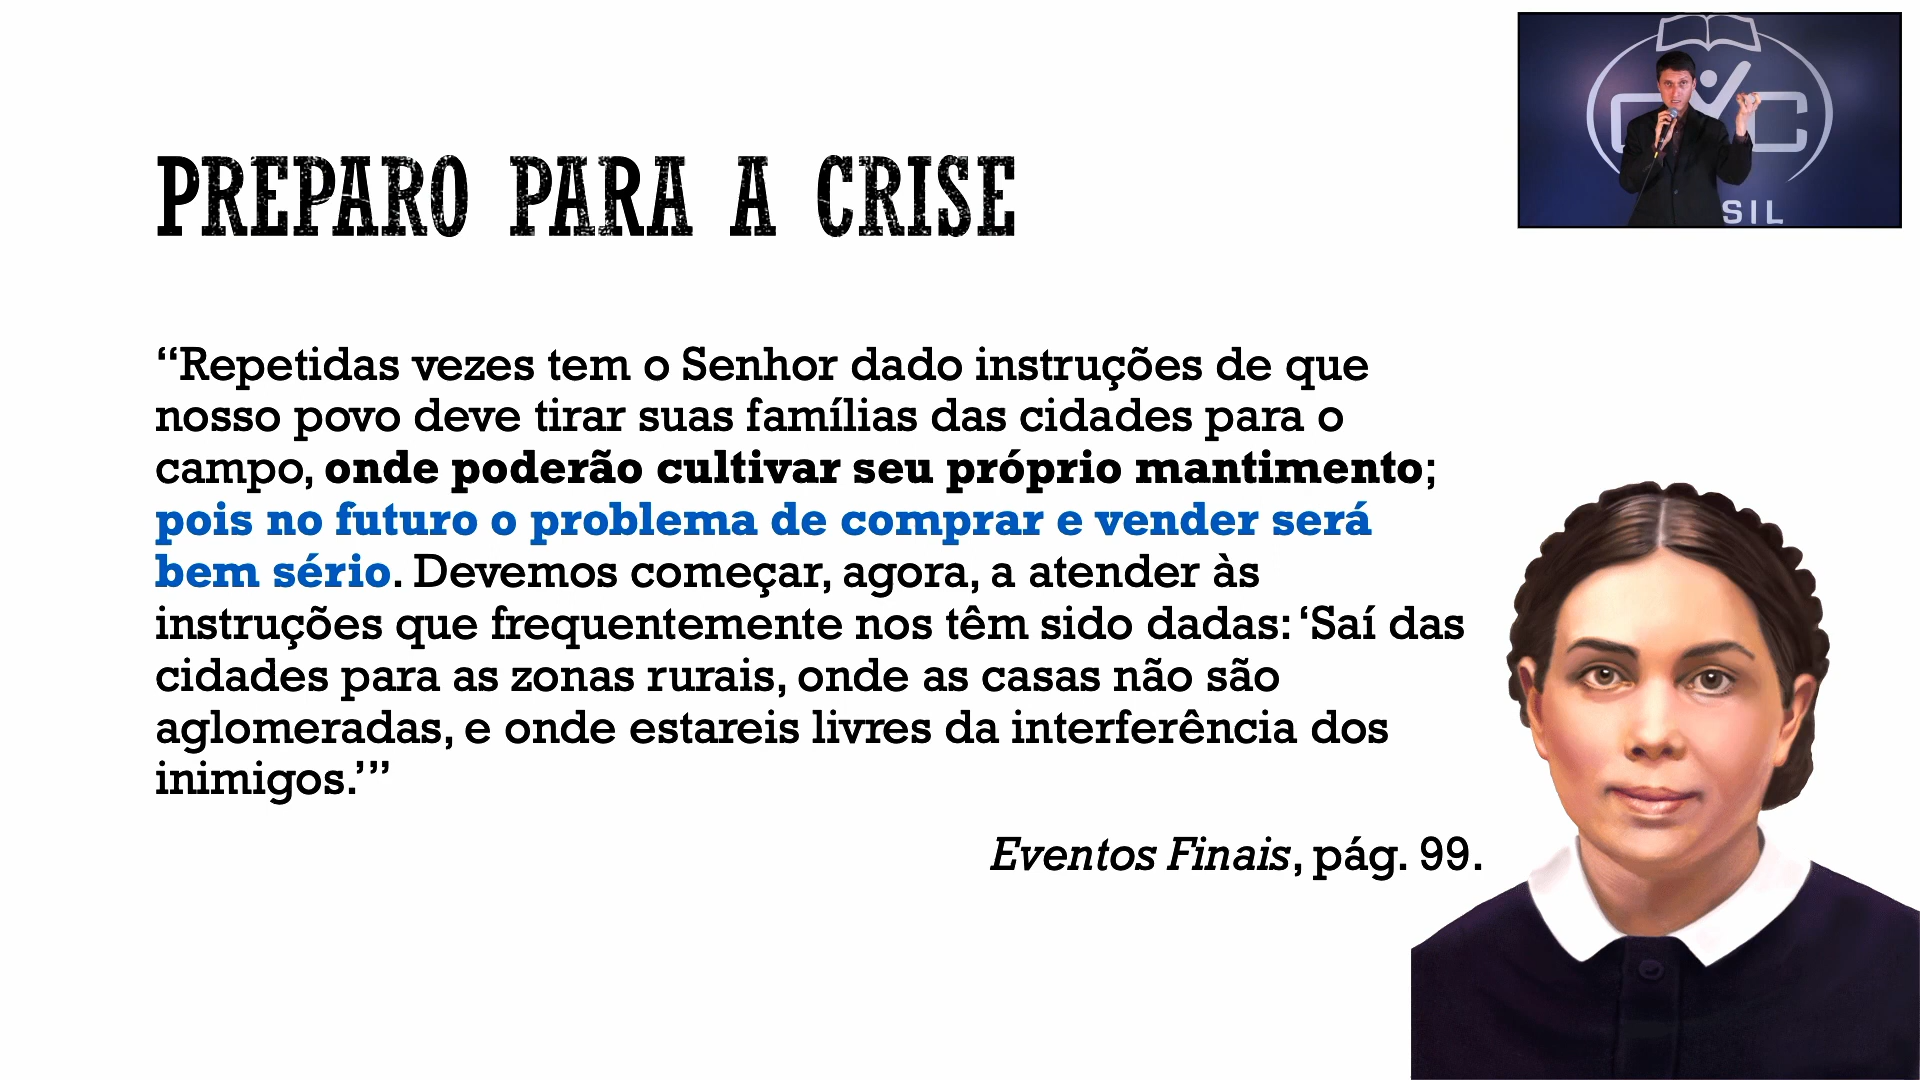 PREPARO PARA A CRISE
“Repetidas vezes tem o Senhor dado instruções de que
nosso povo deve tirar suas famílias das cidades para o
campo, onde poderão cultivar seu próprio mantimento;
pois no futuro o problema de comprar e vender será
bem sério. Devemos começar, agora, a atender às
instruções que frequentemente nos têm sido dadas: ‘Saí das
cidades para as zonas rurais, onde as casas não são
aglomeradas, e onde estareis livres da interferência dos
inimigos.’”
Eventos Finais, pág. 99.
SIL